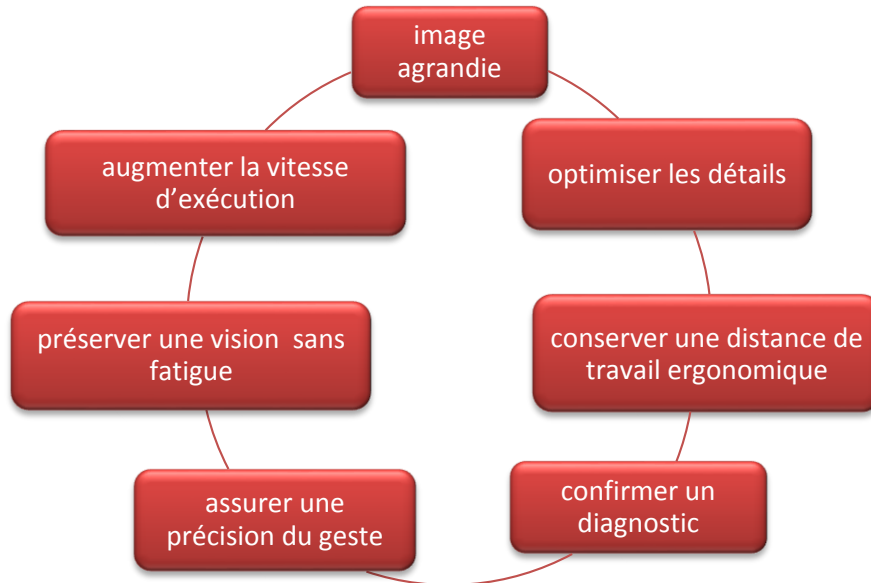 image
agrandie
optimiser les détails
conserver une distance de
travail ergonomique
confirmer un
diagnostic
assurer une
précision du geste
préserver une vision  sans
fatigue
augmenter la vitesse
d’exécution